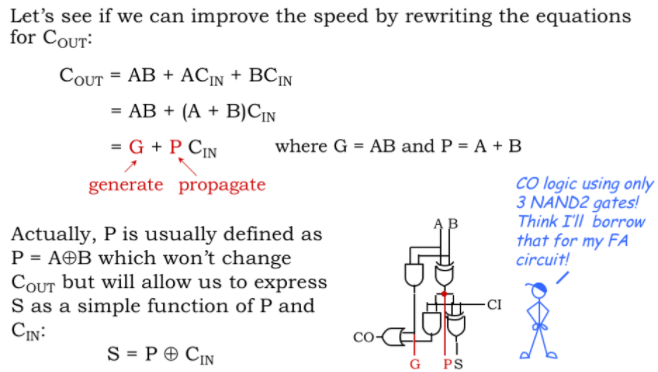 Let's see if we can improve the speed by rewriting the equations
for COUT:
COUT = AB + ACIN + BCIN
= AB + (A + B)CIN
= G + P CIN where G = AB and P = A + B
generate propagate
Actually, P is usually defined as
P = A⊕B which won't change
COUT but will allow us to express
S as a simple function of P and
CIN:
S = P ⊕ CIN
CO logic using only
3 NAND2 gates!
Think I'll borrow
that for my FA
circuit!
A B
CI
CO
G P S